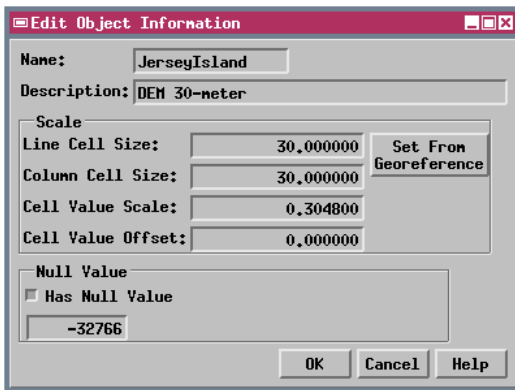 Edit Object Information
Name: JerseyIsland
Description: DEM 30-meter
Scale
Line Cell Size: 30.000000
Set From Georeference
Column Cell Size: 30.000000
Cell Value Scale: 0.304800
Cell Value Offset: 0.000000
Null Value
Has Null Value
-32766
OK Cancel Help